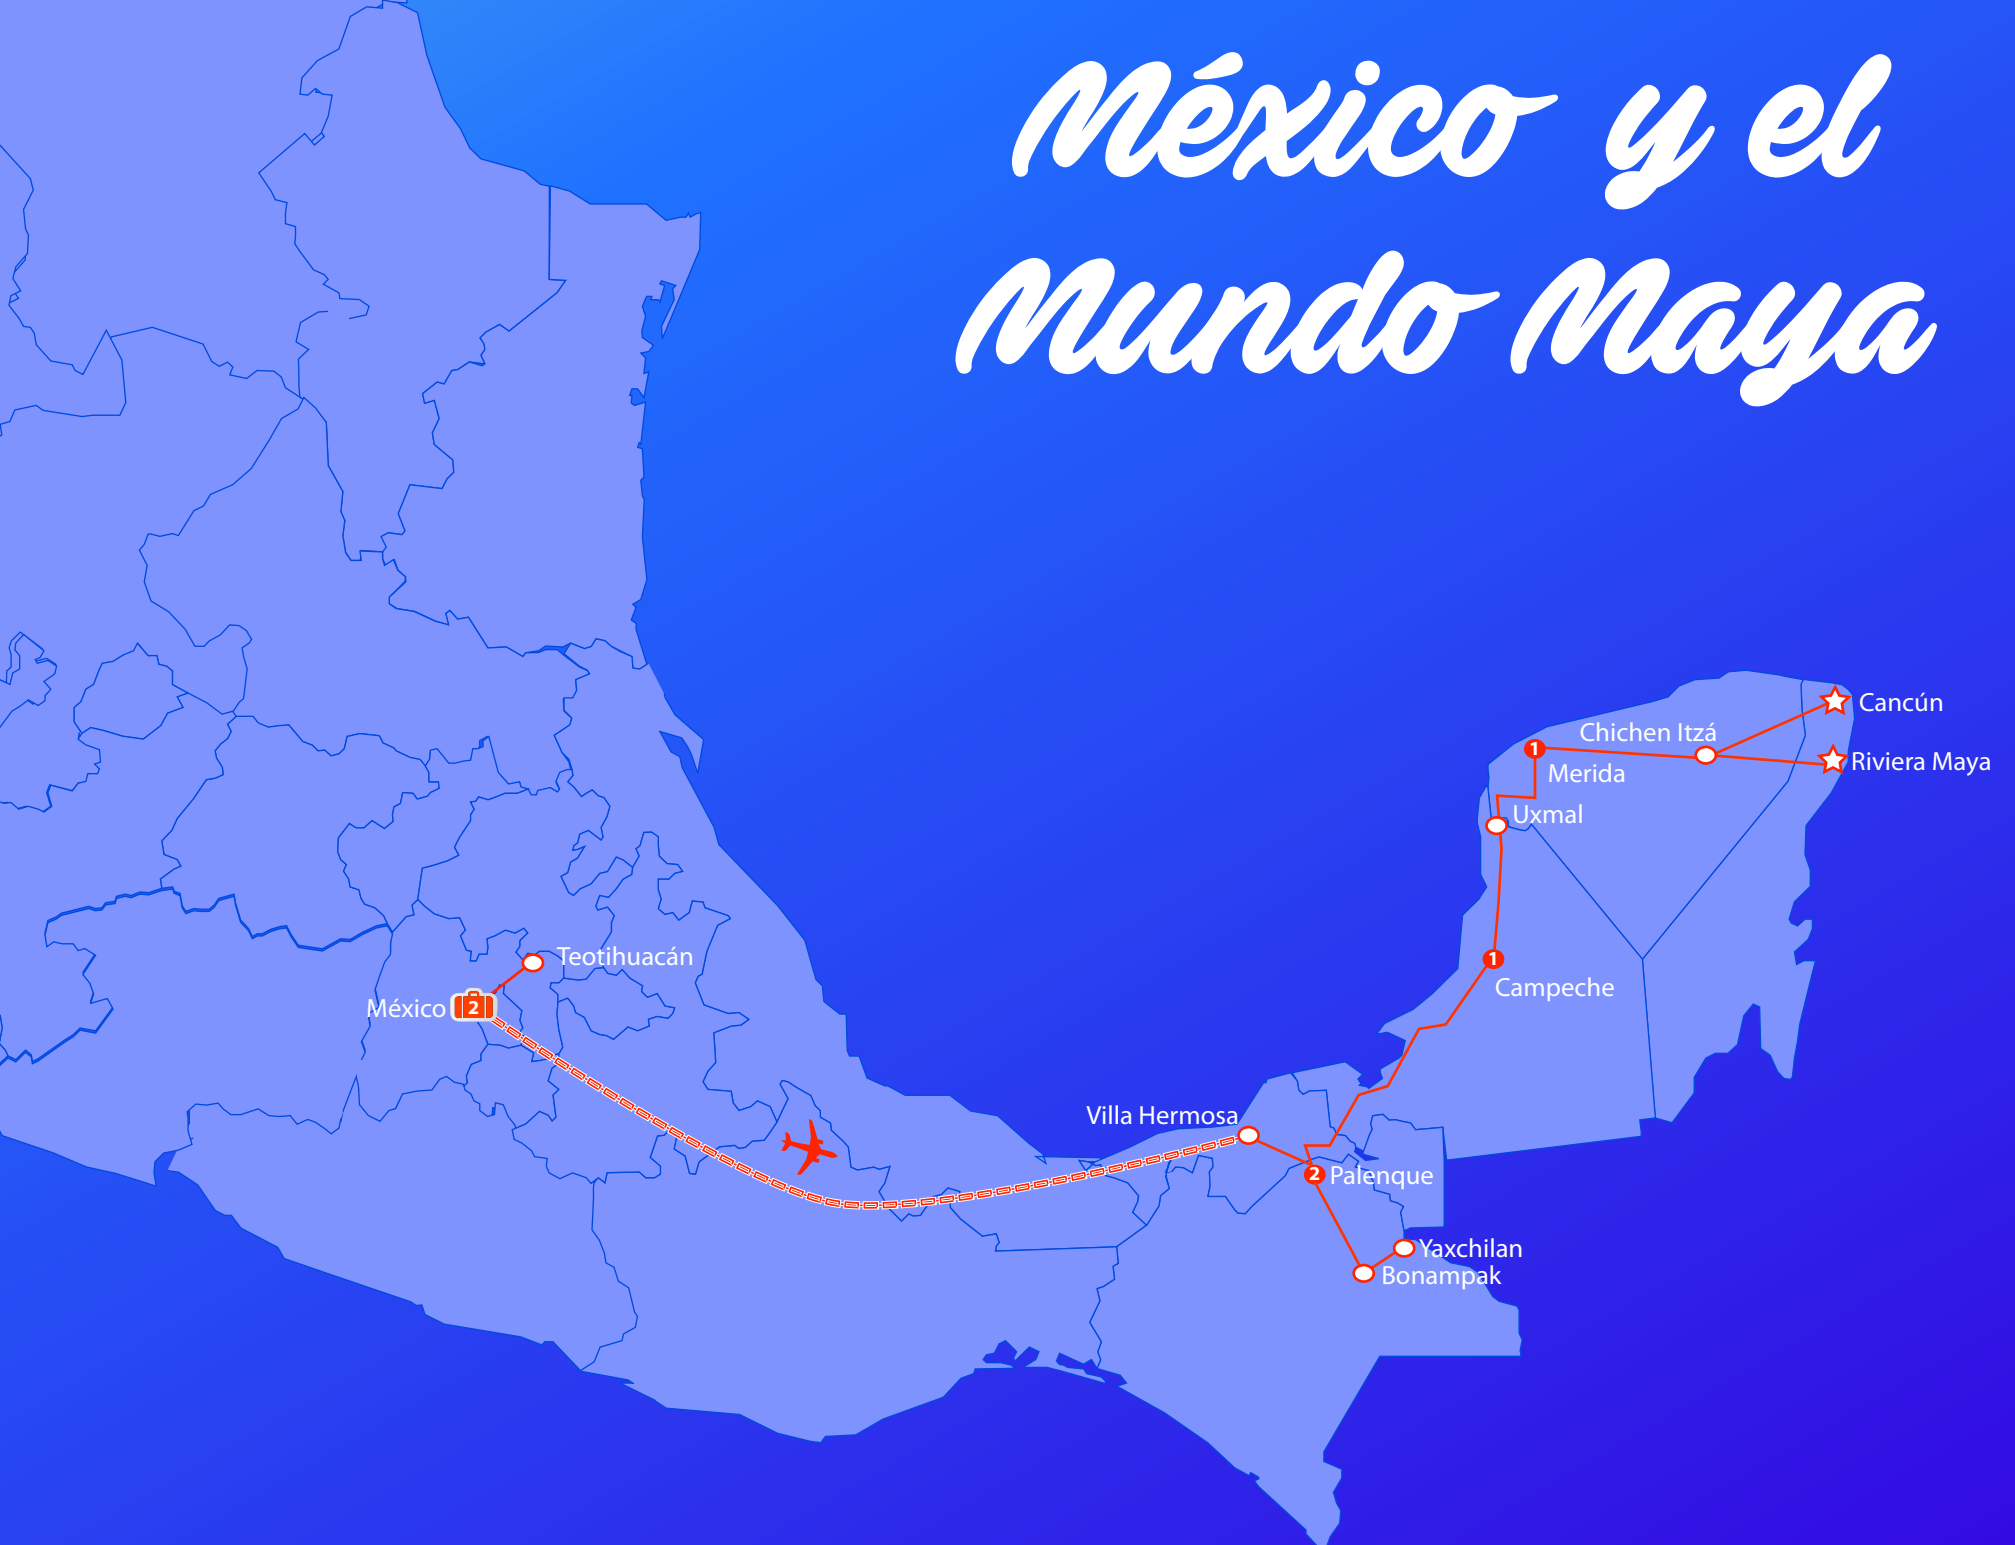 México y el
Mundo Maya
Cancún
Chichen Itzá
Riviera Maya
1
Merida
Uxmal
1
Campeche
Teotihuacán
México 2
Villa Hermosa
2 Palenque
Yaxchilan
Bonampak